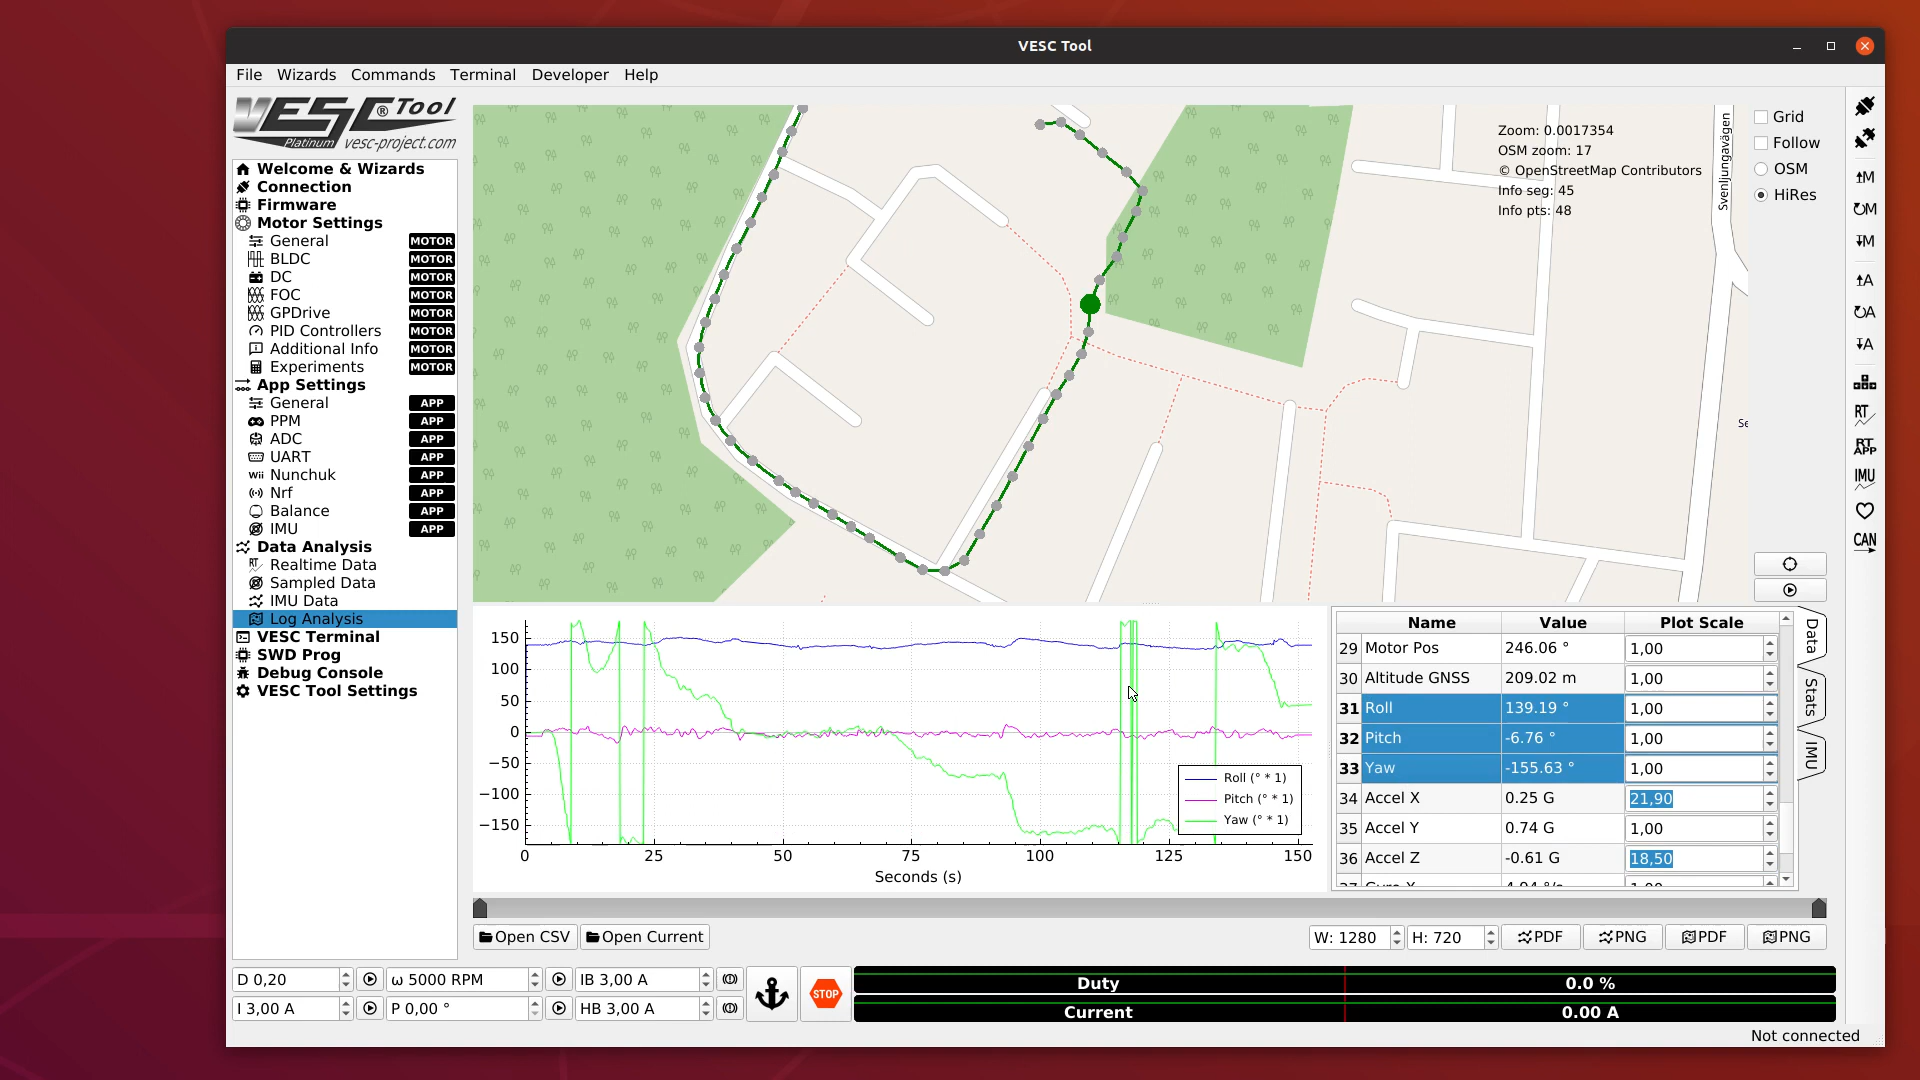 VESC Tool
File Wizards Commands Terminal Developer Help
VESC® Tool
Platinum vesc-project.com
Welcome & Wizards
Connection
Firmware
Motor Settings
General MOTOR
BLDC MOTOR
DC MOTOR
FOC MOTOR
GPDrive MOTOR
PID Controllers MOTOR
Additional Info MOTOR
Experiments MOTOR
App Settings
General APP
PPM APP
ADC APP
UART APP
Nunchuk APP
Nrf APP
Balance APP
IMU APP
Data Analysis
Realtime Data
Sampled Data
IMU Data
Log Analysis
VESC Terminal
SWD Prog
Debug Console
VESC Tool Settings
Zoom: 0.0017354
OSM zoom: 17
© OpenStreetMap Contributors
Info seg: 45
Info pts: 48
Svenljungavägen
Se
Grid
Follow
OSM
HiRes
M
M
M
A
A
A
RT
RT
APP
IMU
CAN
150
100
50
0
−50
−100
−150
0 25 50 75 100 125 150
Seconds (s)
Roll (° * 1)
Pitch (° * 1)
Yaw (° * 1)
Name Value Plot Scale
29 Motor Pos 246.06 ° 1,00
30 Altitude GNSS 209.02 m 1,00
31 Roll 139.19 ° 1,00
32 Pitch -6.76 ° 1,00
33 Yaw -155.63 ° 1,00
34 Accel X 0.25 G 21,90
35 Accel Y 0.74 G 1,00
36 Accel Z -0.61 G 18,50
Data
Stats
IMU
Open CSV Open Current
W: 1280 H: 720 PDF PNG PDF PNG
D 0,20 ω 5000 RPM IB 3,00 A
I 3,00 A P 0,00 ° HB 3,00 A
STOP
Duty 0.0 %
Current 0.00 A
Not connected